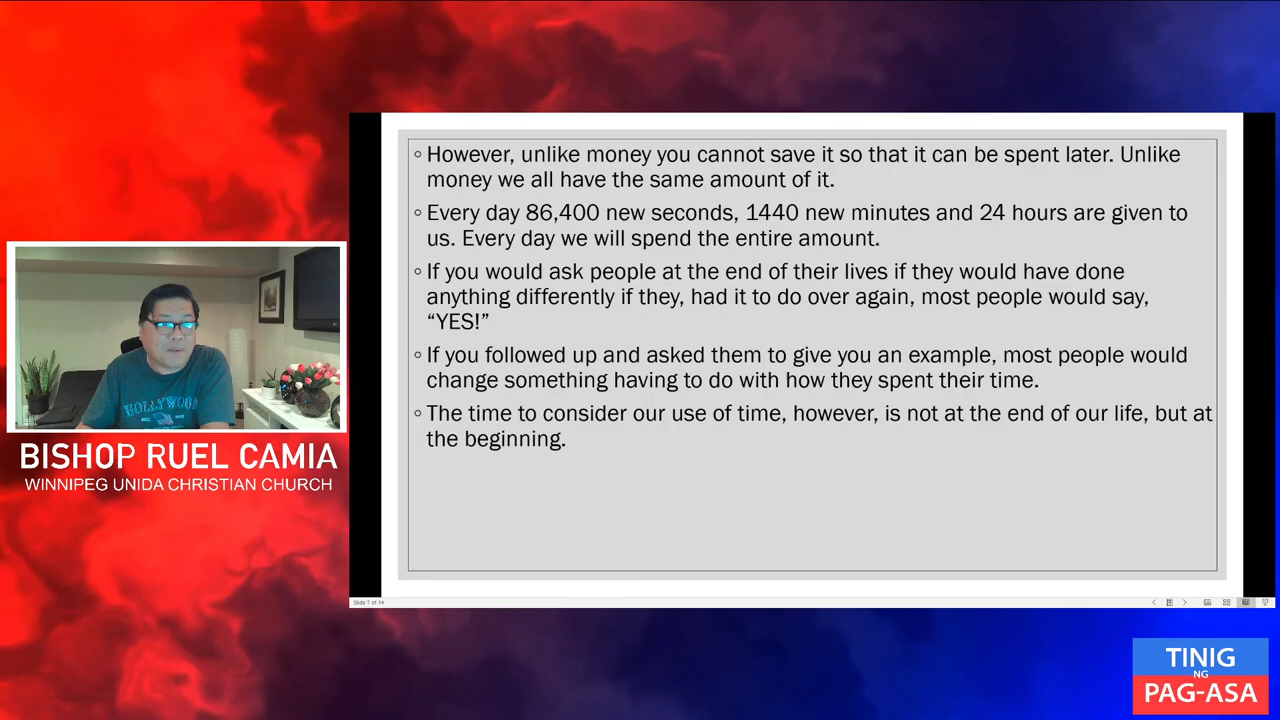 However, unlike money you cannot save it so that it can be spent later. Unlike
money we all have the same amount of it.
Every day 86,400 new seconds, 1440 new minutes and 24 hours are given to
us. Every day we will spend the entire amount.
If you would ask people at the end of their lives if they would have done
anything differently if they, had it to do over again, most people would say,
“YES!”
If you followed up and asked them to give you an example, most people would
change something having to do with how they spent their time.
The time to consider our use of time, howeer, is not at the end of our life, but at
the beginning.
HOLLYWOOD
BISHOP RUEL CAMIA
WINNIPEG UNIDA CHRISTIAN CHURCH
Slide 7 of 14
TINIG
NG
PAG-ASA